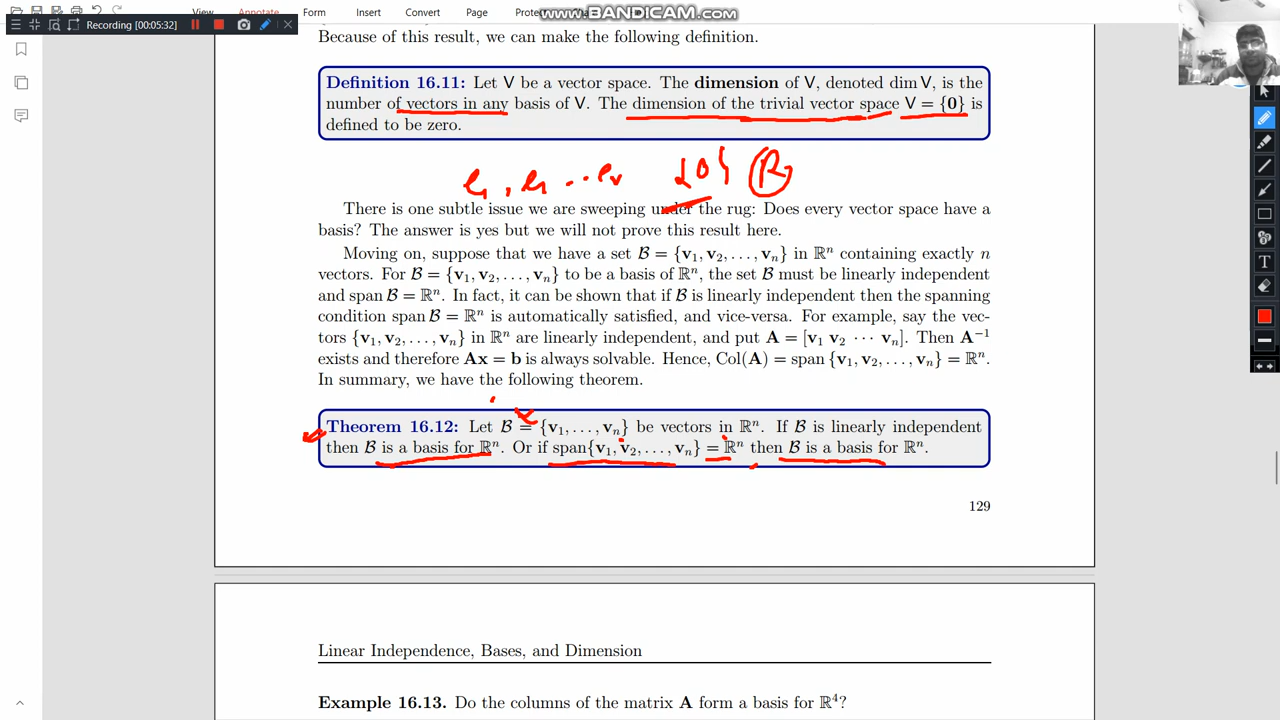 View Annotate Form Insert Comment Page Protect
www.BANDICAM.com
Recording [00:05:32]
Because of this result, we can make the following definition.
Definition 16.11: Let V be a vector space. The dimension of V, denoted dim V, is the
number of vectors in any basis of V. The dimension of the trivial vector space V = {0} is
defined to be zero.
There is one subtle issue we are sweeping under the rug: Does every vector space have a
basis? The answer is yes but we will not prove this result here.
Moving on, suppose that we have a set ℬ = {v₁, v₂, . . . , vₙ} in ℝⁿ containing exactly n
vectors. For ℬ = {v₁, v₂, . . . , vₙ} to be a basis of ℝⁿ, the set ℬ must be linearly independent
and span ℬ = ℝⁿ. In fact, it can be shown that if ℬ is linearly independent then the spanning
condition span ℬ = ℝⁿ is automatically satisfied, and vice-versa. For example, say the vec-
tors {v₁, v₂, . . . , vₙ} in ℝⁿ are linearly independent, and put A = [v₁ v₂ ··· vₙ]. Then A⁻¹
exists and therefore Ax = b is always solvable. Hence, Col(A) = span {v₁, v₂, . . . , vₙ} = ℝⁿ.
In summary, we have the following theorem.
Theorem 16.12: Let ℬ = {v₁, . . . , vₙ} be vectors in ℝⁿ. If ℬ is linearly independent
then ℬ is a basis for ℝⁿ. Or if span{v₁, v₂, . . . , vₙ} = ℝⁿ then ℬ is a basis for ℝⁿ.
129
Linear Independence, Bases, and Dimension
Example 16.13. Do the columns of the matrix A form a basis for ℝ⁴?